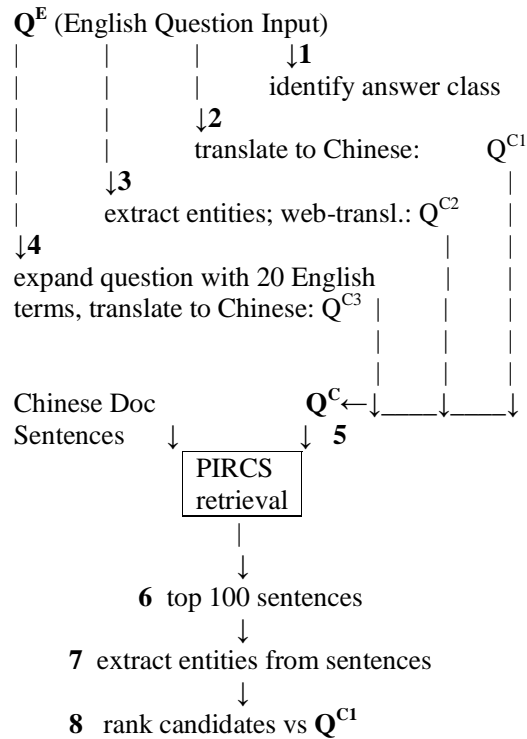 Q^E (English Question Input)
↓1
identify answer class
↓2
translate to Chinese: Q^C1
↓3
extract entities; web-transl.: Q^C2
↓4
expand question with 20 English
terms, translate to Chinese: Q^C3
Chinese Doc Q^C←↓____↓____↓
Sentences ↓ ↓ 5
PIRCS
retrieval
↓
6 top 100 sentences
↓
7 extract entities from sentences
↓
8 rank candidates vs Q^C1